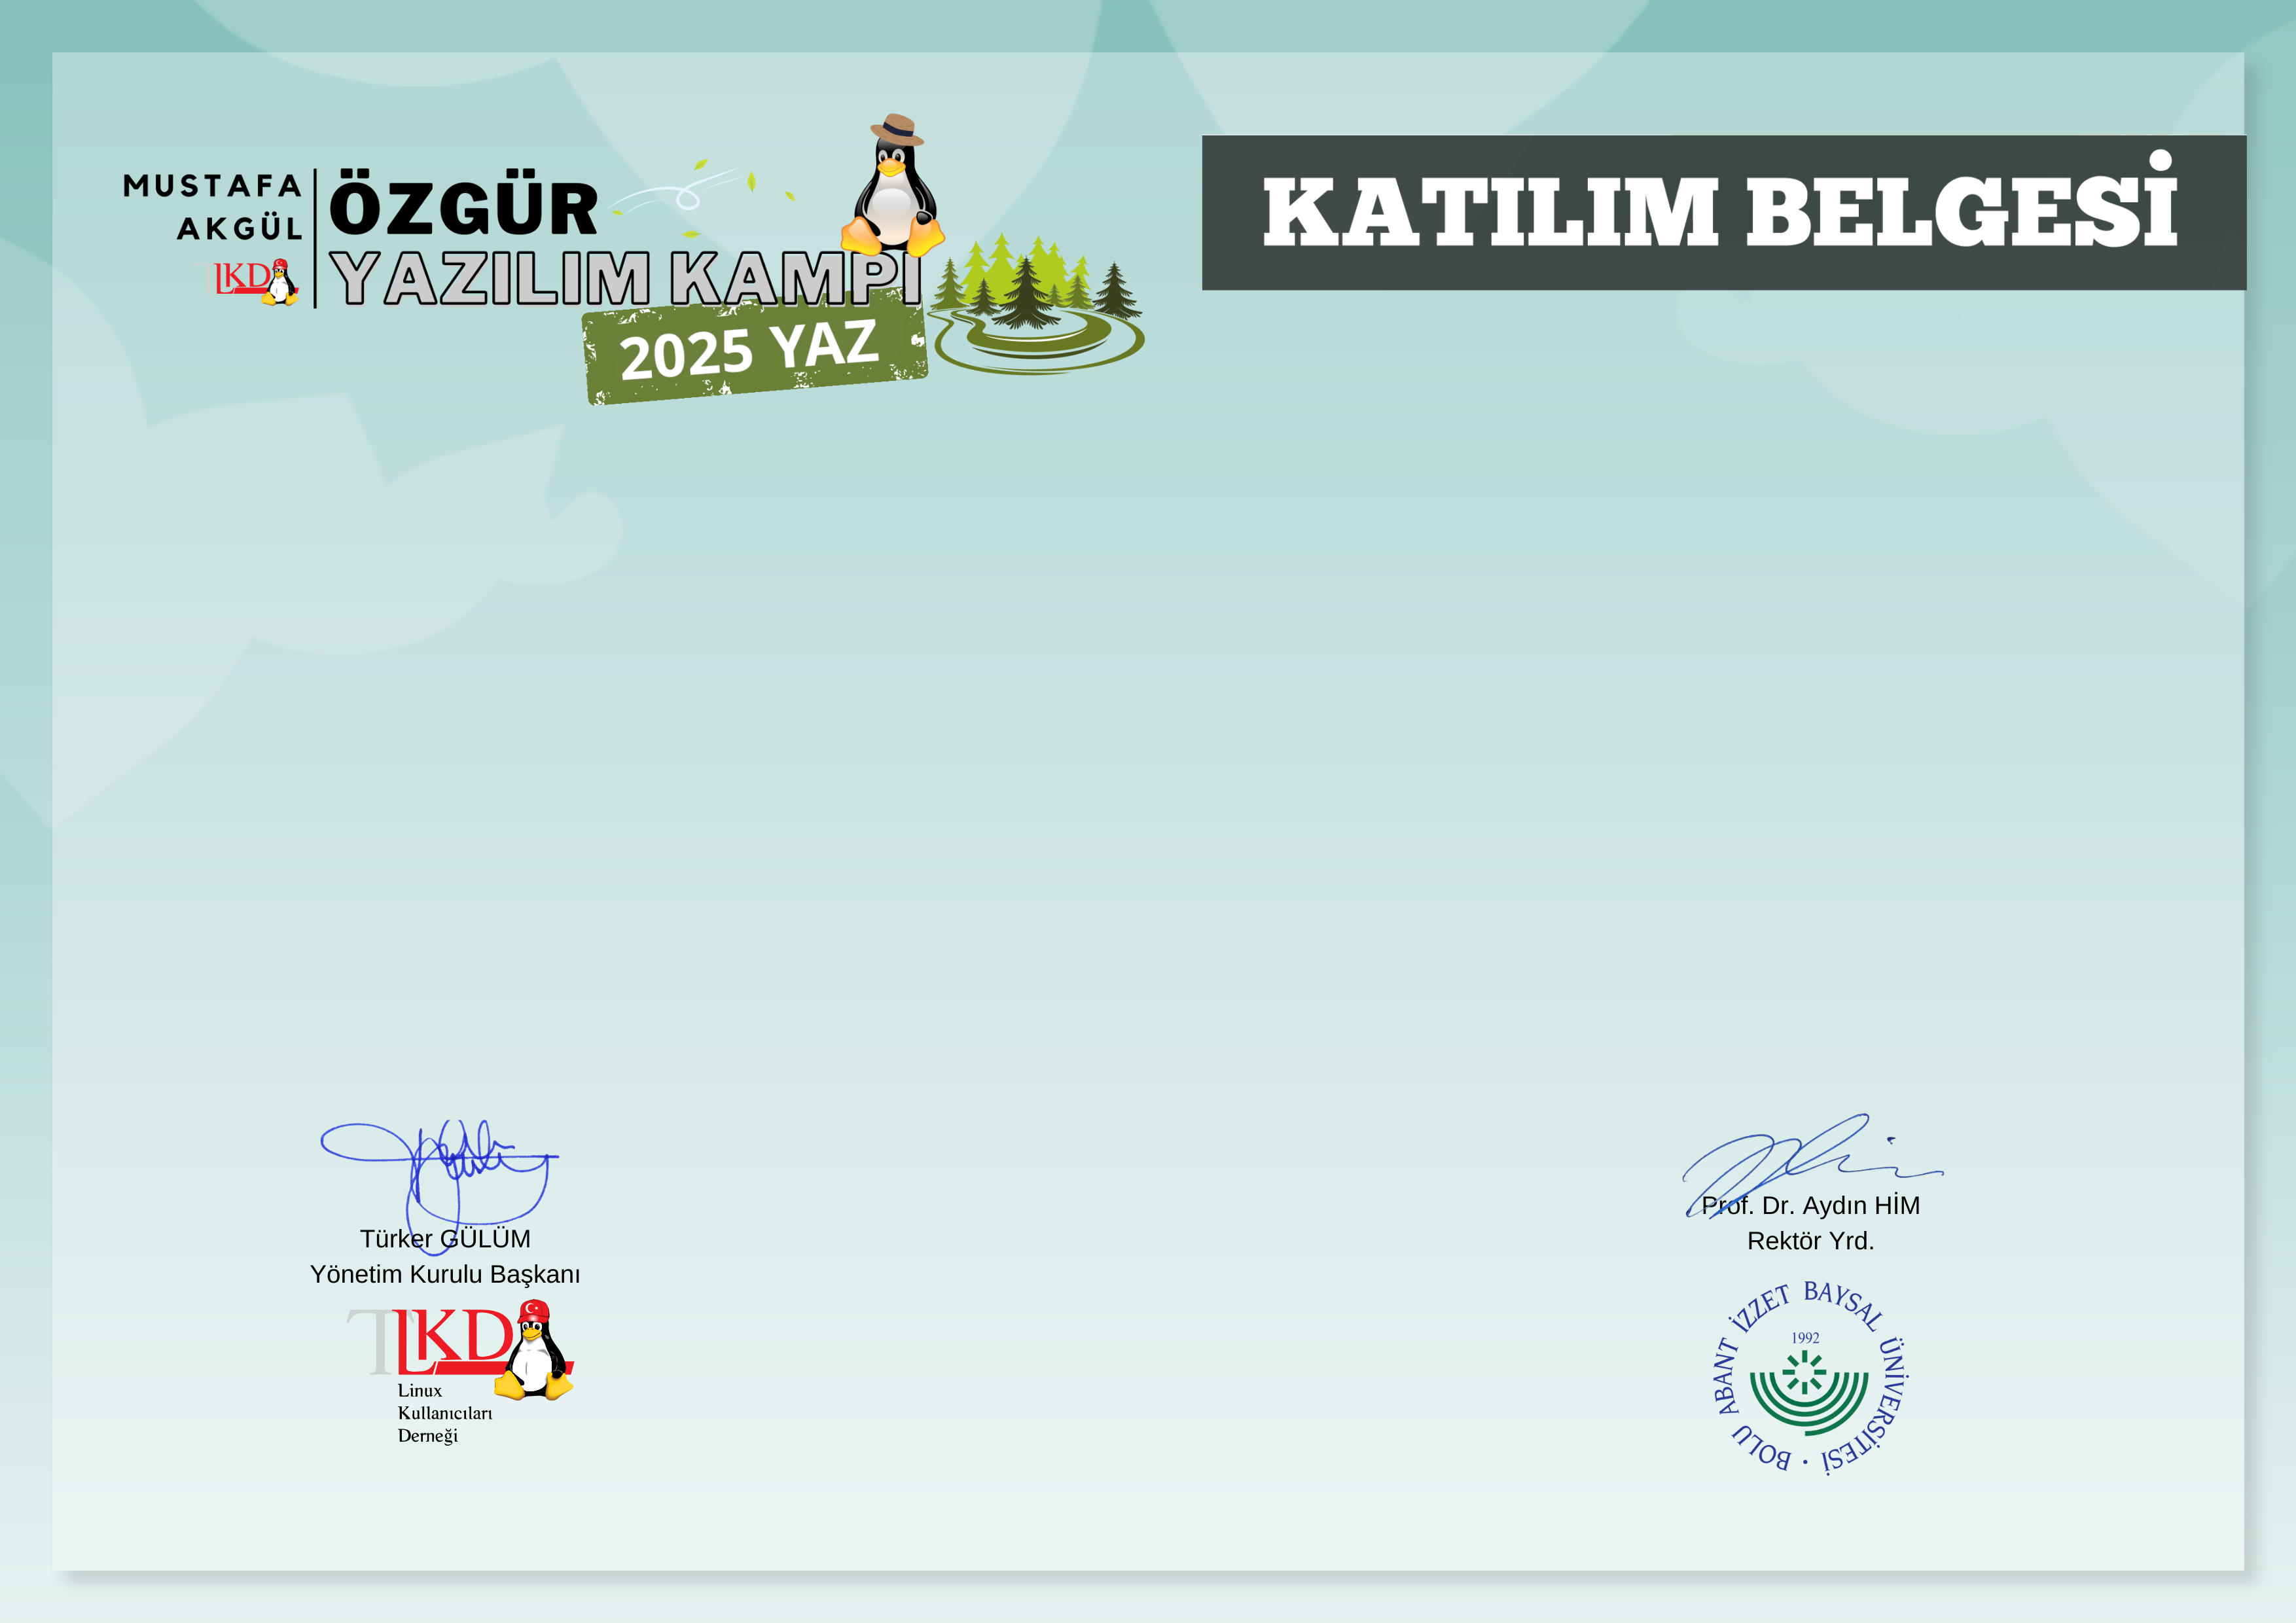 MUSTAFA
AKGÜL
LKD
ÖZGÜR
YAZILIM KAMPI
2025 YAZ
KATILIM BELGESİ
Türker GÜLÜM
Yönetim Kurulu Başkanı
TLKD
Linux
Kullanıcıları
Derneği
Prof. Dr. Aydın HİM
Rektör Yrd.
BOLU ABANT İZZET BAYSAL ÜNİVERSİTESİ ·
1992